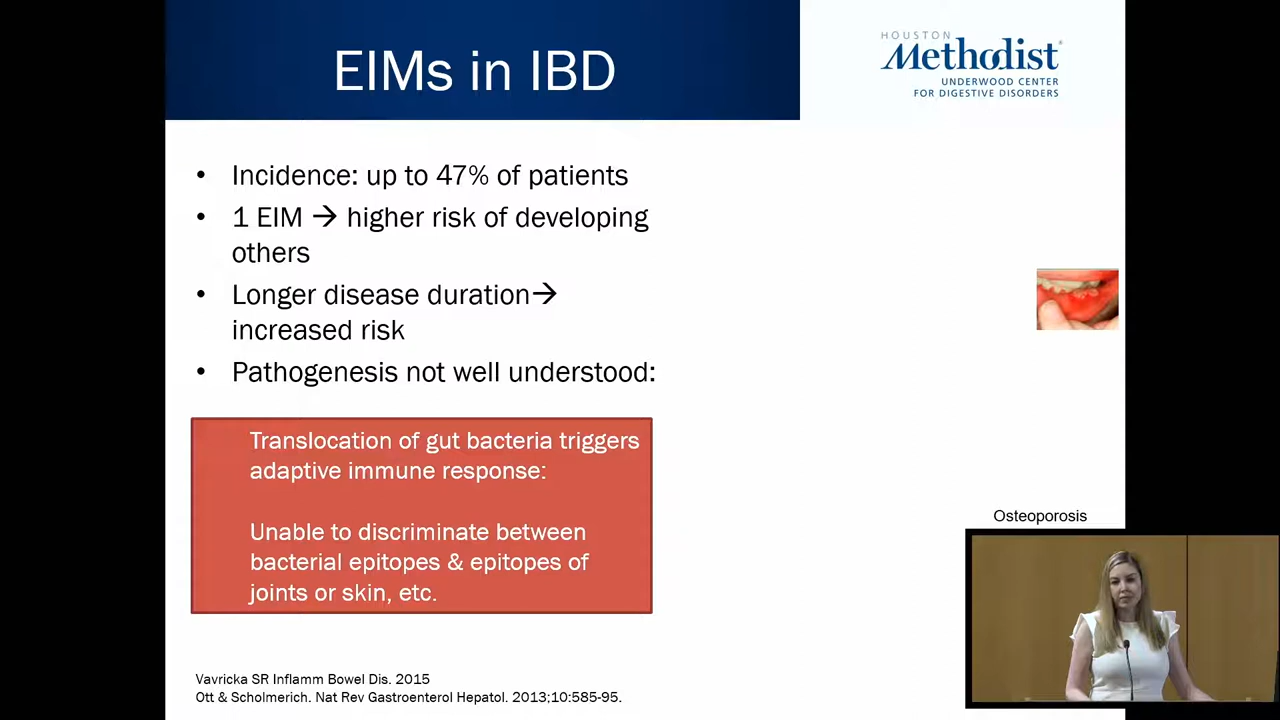 EIMs in IBD
HOUSTON
Methodist®
UNDERWOOD CENTER
FOR DIGESTIVE DISORDERS
• Incidence: up to 47% of patients
• 1 EIM → higher risk of developing
others
• Longer disease duration→
increased risk
• Pathogenesis not well understood:
Translocation of gut bacteria triggers
adaptive immune response:
Unable to discriminate between
bacterial epitopes & epitopes of
joints or skin, etc.
Osteoporosis
Vavricka SR Inflamm Bowel Dis. 2015
Ott & Scholmerich. Nat Rev Gastroenterol Hepatol. 2013;10:585-95.